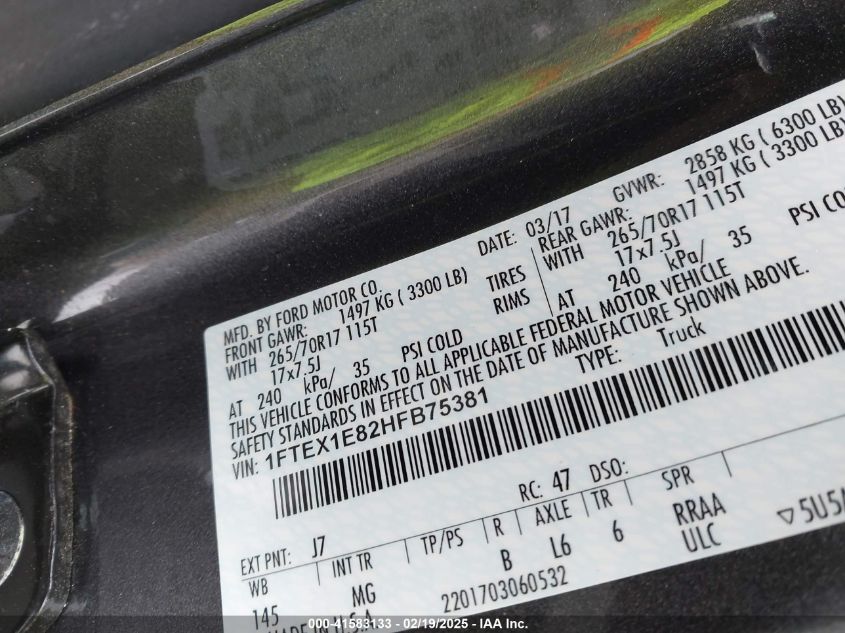 MFD. BY FORD MOTOR CO.
DATE: 03/17 GVWR: 2858 KG ( 6300 LB)
FRONT GAWR: 1497 KG ( 3300 LB) REAR GAWR: 1497 KG ( 3300 LB)
WITH 265/70R17 115T TIRES WITH 265/70R17 115T
17x7.5J RIMS 17x7.5J
AT 240 kPa/ 35 PSI COLD AT 240 kPa/ 35 PSI COLD
THIS VEHICLE CONFORMS TO ALL APPLICABLE FEDERAL MOTOR VEHICLE
SAFETY STANDARDS IN EFFECT ON THE DATE OF MANUFACTURE SHOWN ABOVE.
VIN: 1FTEX1E82HFB75381 TYPE: Truck
EXT PNT: J7 RC: 47 DSO:
WB INT TR TP/PS R AXLE TR SPR
145 MG B L6 6 RRAA
ULC ▽5U5
2201703060532
MADE IN U.S.A
000-41583133 - 02/19/2025 - IAA Inc.